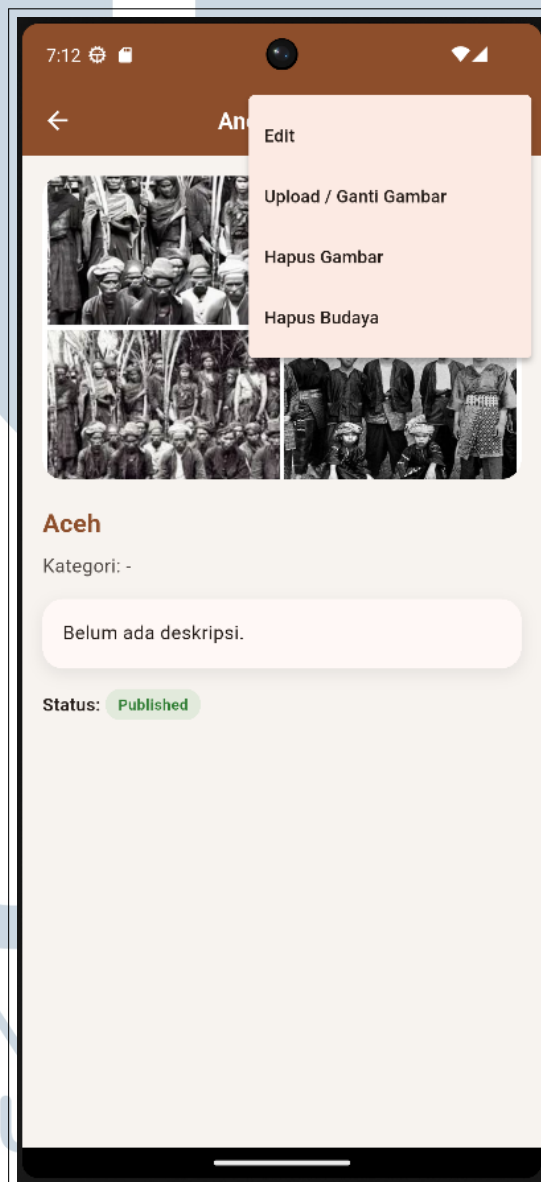 7:12
Edit
Upload / Ganti Gambar
Hapus Gambar
Hapus Budaya
Aceh
Kategori: -
Belum ada deskripsi.
Status: Published